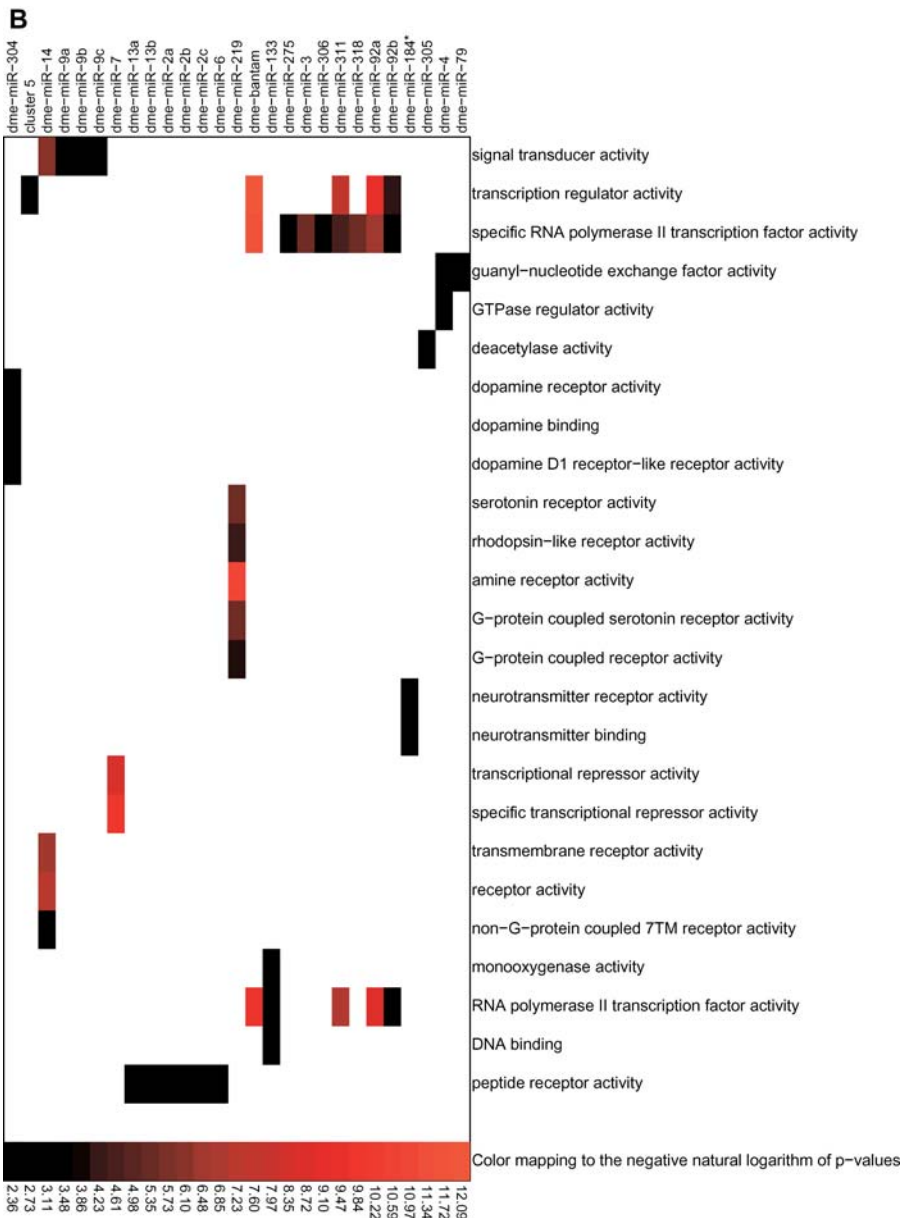 B
dme-miR-304
cluster 5
dme-miR-14
dme-miR-9a
dme-miR-9b
dme-miR-9c
dme-miR-7
dme-miR-13a
dme-miR-13b
dme-miR-2a
dme-miR-2b
dme-miR-2c
dme-miR-6
dme-miR-219
dme-bantam
dme-miR-133
dme-miR-275
dme-miR-3
dme-miR-306
dme-miR-311
dme-miR-318
dme-miR-92a
dme-miR-92b
dme-miR-184*
dme-miR-305
dme-miR-4
dme-miR-79
signal transducer activity
transcription regulator activity
specific RNA polymerase II transcription factor activity
guanyl−nucleotide exchange factor activity
GTPase regulator activity
deacetylase activity
dopamine receptor activity
dopamine binding
dopamine D1 receptor−like receptor activity
serotonin receptor activity
rhodopsin−like receptor activity
amine receptor activity
G−protein coupled serotonin receptor activity
G−protein coupled receptor activity
neurotransmitter receptor activity
neurotransmitter binding
transcriptional repressor activity
specific transcriptional repressor activity
transmembrane receptor activity
receptor activity
non−G−protein coupled 7TM receptor activity
monooxygenase activity
RNA polymerase II transcription factor activity
DNA binding
peptide receptor activity
Color mapping to the negative natural logarithm of p−values
2.36
2.73
3.11
3.48
3.86
4.23
4.61
4.98
5.35
5.73
6.10
6.48
6.85
7.23
7.60
7.97
8.35
8.72
9.10
9.47
9.84
10.22
10.59
10.97
11.34
11.72
12.09